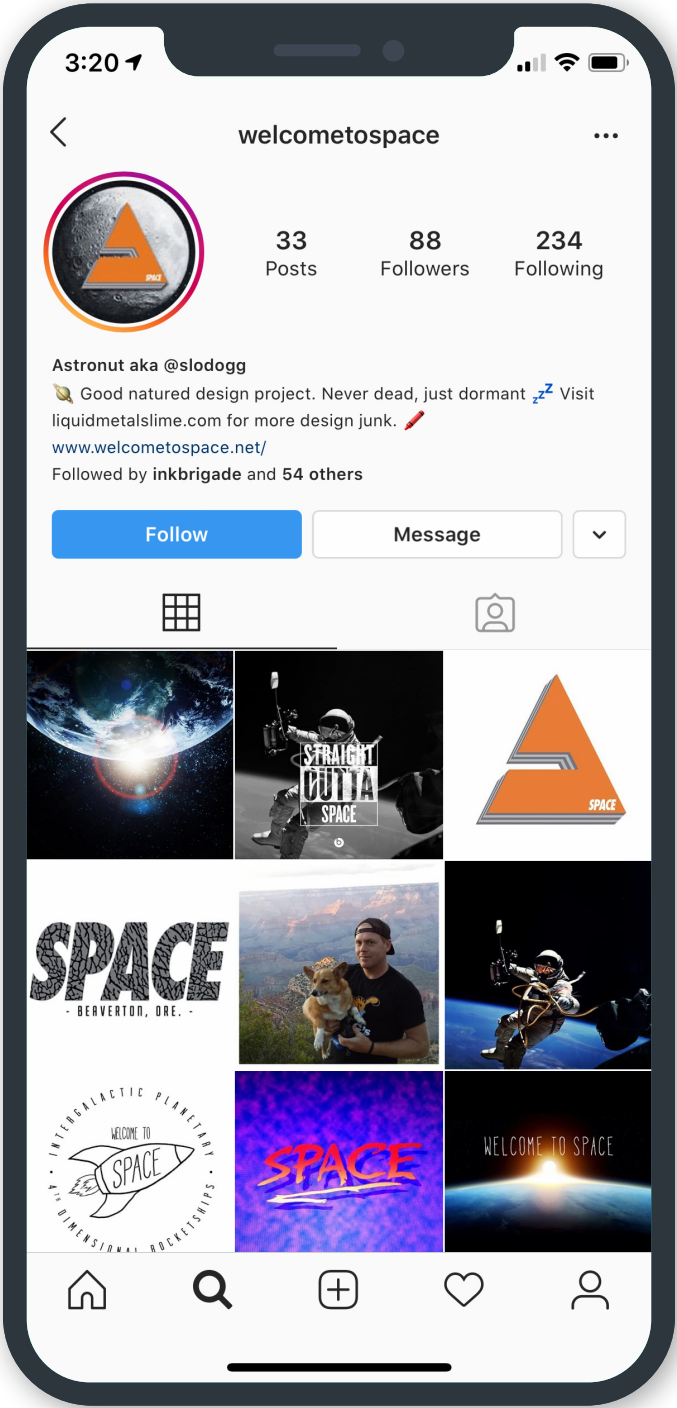 3:20
welcometospace
SPACE
33 88 234
Posts Followers Following
Astronut aka @slodogg
🪐 Good natured design project. Never dead, just dormant 💤 Visit
liquidmetalslime.com for more design junk. 🖍️
www.welcometospace.net/
Followed by inkbrigade and 54 others
Follow Message
STRAIGHT
OUTTA
SPACE
b
SPACE
SPACE
- BEAVERTON, ORE. -
INTERGALACTIC PLANETARY
WELCOME TO
SPACE
4TH DIMENSIONAL ROCKETSHIPS
SPACE
WELCOME TO SPACE